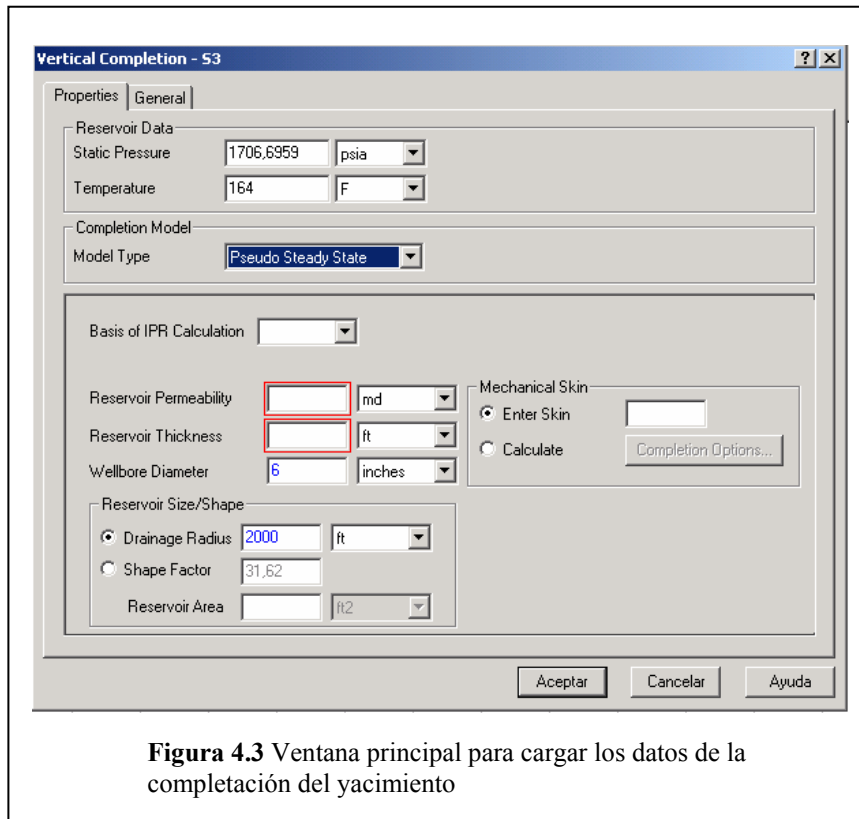 Vertical Completion - S3
Properties General
Reservoir Data
Static Pressure 1706,6959 psia
Temperature 164 F
Completion Model
Model Type Pseudo Steady State
Basis of IPR Calculation
Reservoir Permeability md
Reservoir Thickness ft
Wellbore Diameter 6 inches
Mechanical Skin
Enter Skin
Calculate Completion Options...
Reservoir Size/Shape
Drainage Radius 2000 ft
Shape Factor 31,62
Reservoir Area ft2
Aceptar Cancelar Ayuda
Figura 4.3 Ventana principal para cargar los datos de la
completación del yacimiento